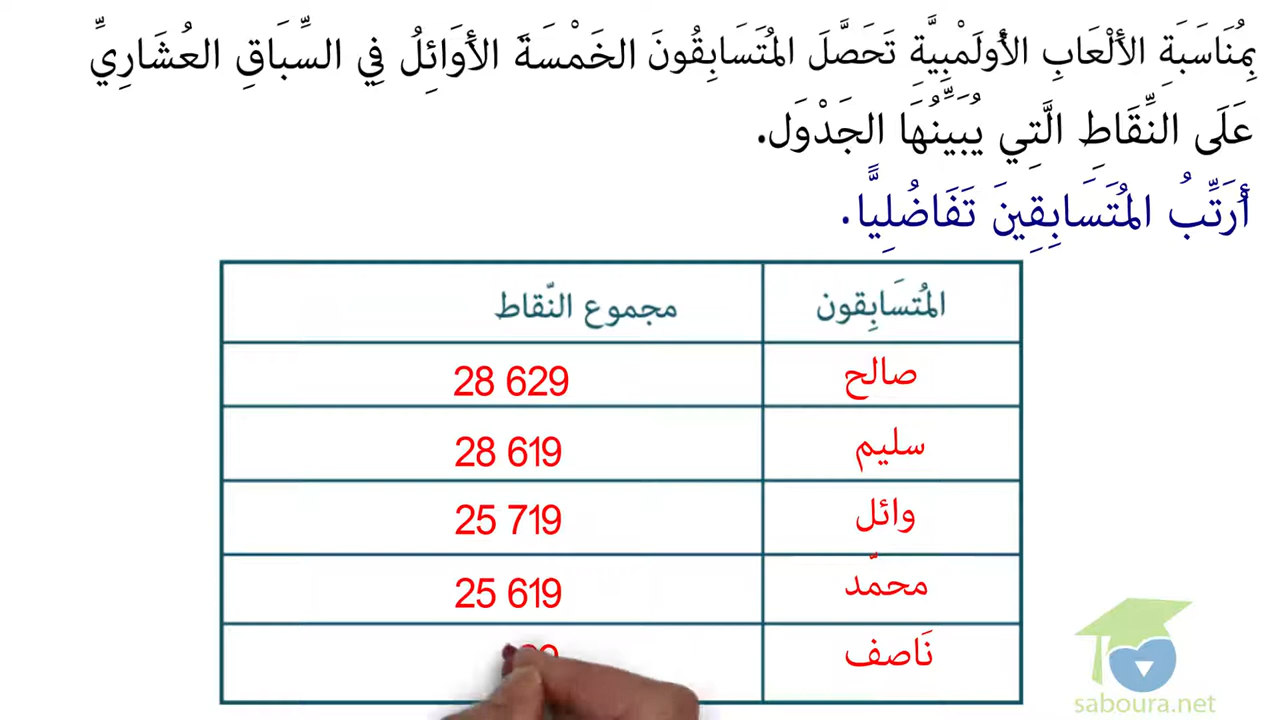 بِمُنَاسَبَةِ الأَلْعَابِ الأُولَمْبِيَّةِ تَحَصَّلَ المُتَسَابِقُونَ الخَمْسَةَ الأَوَائِلُ فِي السِّبَاقِ العُشَارِيِّ
عَلَى النِّقَاطِ الَّتِي يُبَيِّنُهَا الجَدْوَل.
أُرَتِّبُ المُتَسَابِقِينَ تَفَاضُلِيًّا.
المُتسَابِقون مجموع النّقاط
صالح 28 629
سليم 28 619
وائل 25 719
محمّد 25 619
نَاصف
saboura.net